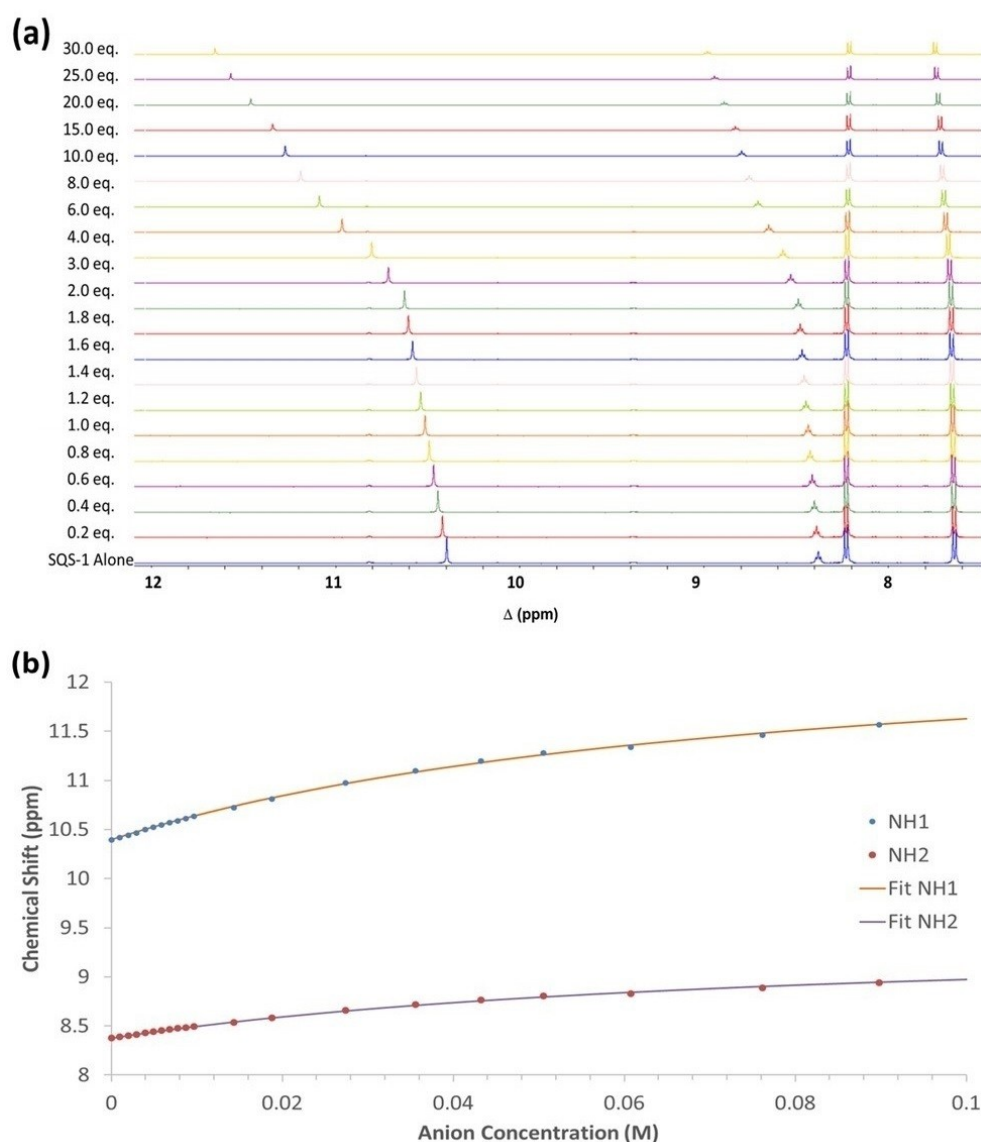 (a)
30.0 eq.
25.0 eq.
20.0 eq.
15.0 eq.
10.0 eq.
8.0 eq.
6.0 eq.
4.0 eq.
3.0 eq.
2.0 eq.
1.8 eq.
1.6 eq.
1.4 eq.
1.2 eq.
1.0 eq.
0.8 eq.
0.6 eq.
0.4 eq.
0.2 eq.
SQS-1 Alone
12 11 10 9 8
Δ (ppm)
(b)
12
11.5
11
10.5
10
9.5
9
8.5
8
Chemical Shift (ppm)
NH1
NH2
Fit NH1
Fit NH2
0 0.02 0.04 0.06 0.08 0.1
Anion Concentration (M)